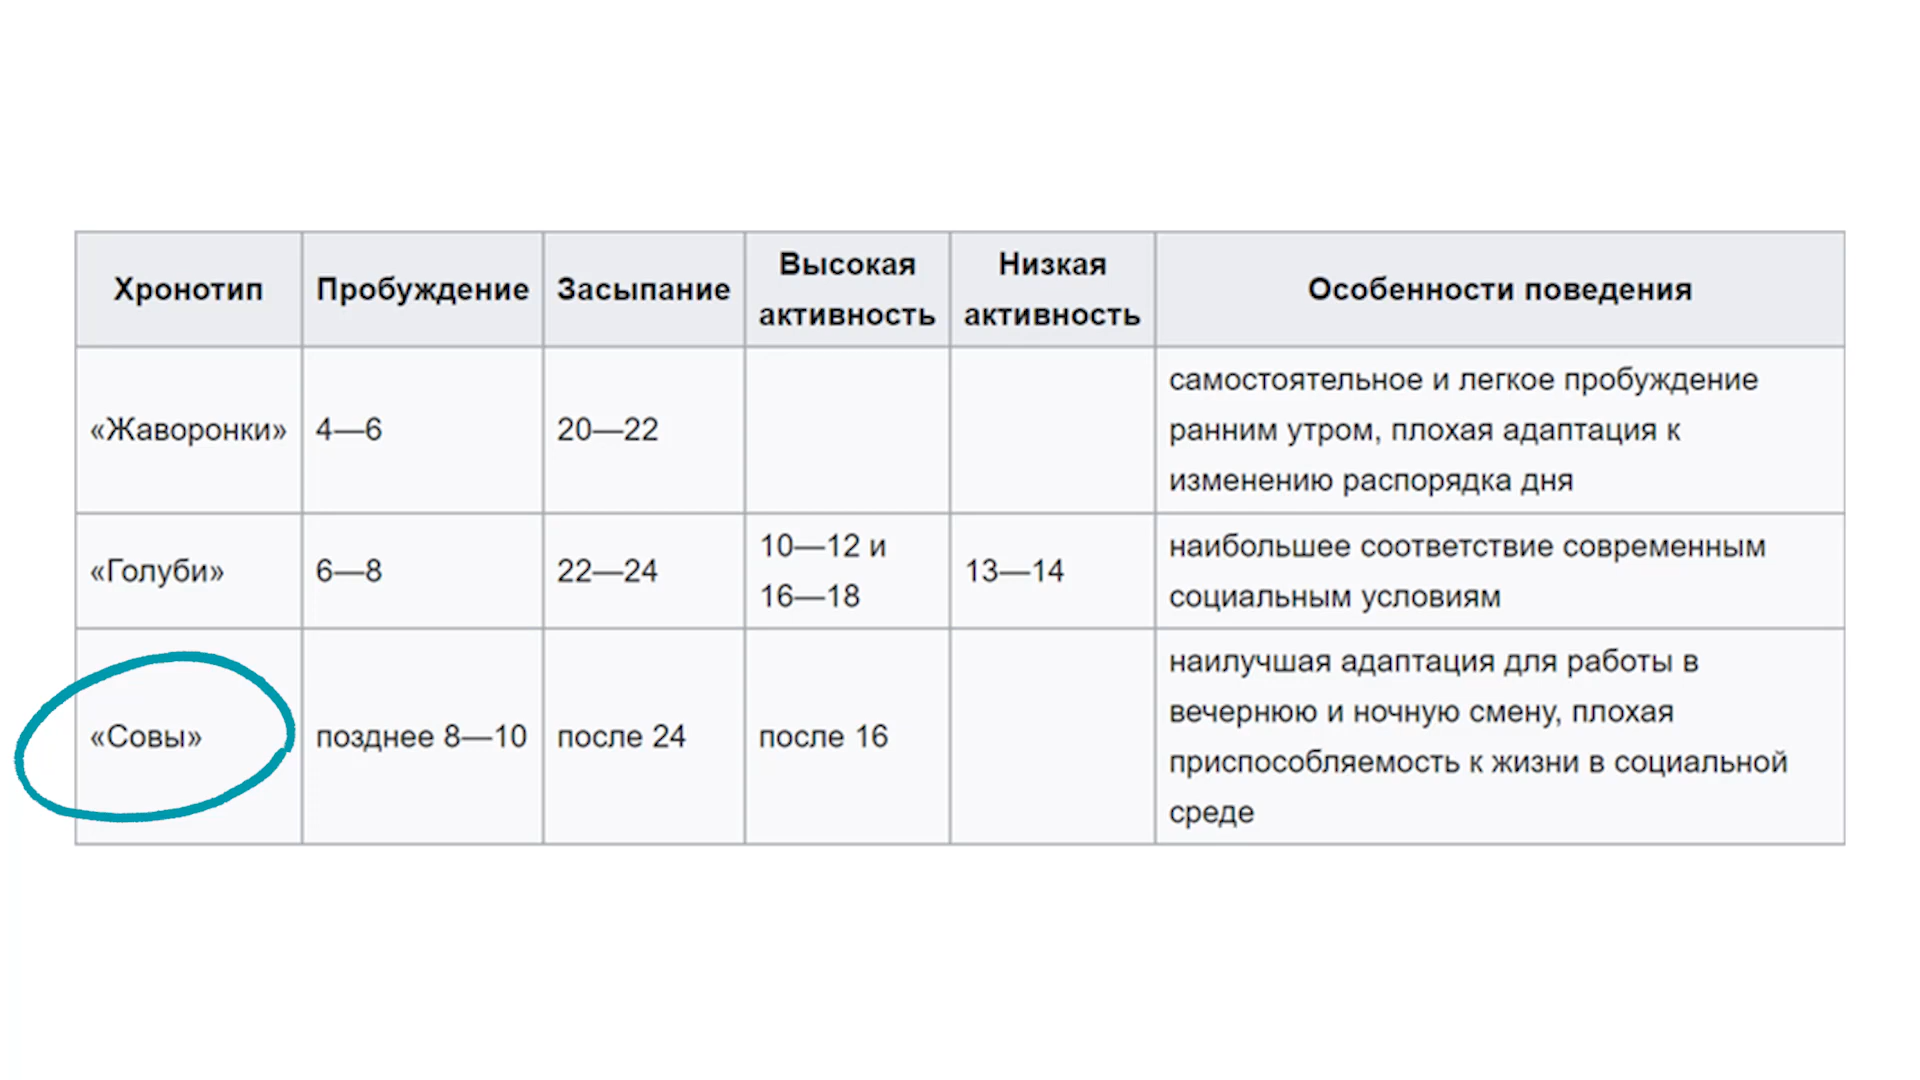 Хронотип Пробуждение Засыпание Высокая активность Низкая активность Особенности поведения
«Жаворонки» 4—6 20—22 самостоятельное и легкое пробуждение
ранним утром, плохая адаптация к
изменению распорядка дня
«Голуби» 6—8 22—24 10—12 и 16—18 13—14 наибольшее соответствие современным
социальным условиям
«Совы» позднее 8—10 после 24 после 16 наилучшая адаптация для работы в
вечернюю и ночную смену, плохая
приспособляемость к жизни в социальной
среде